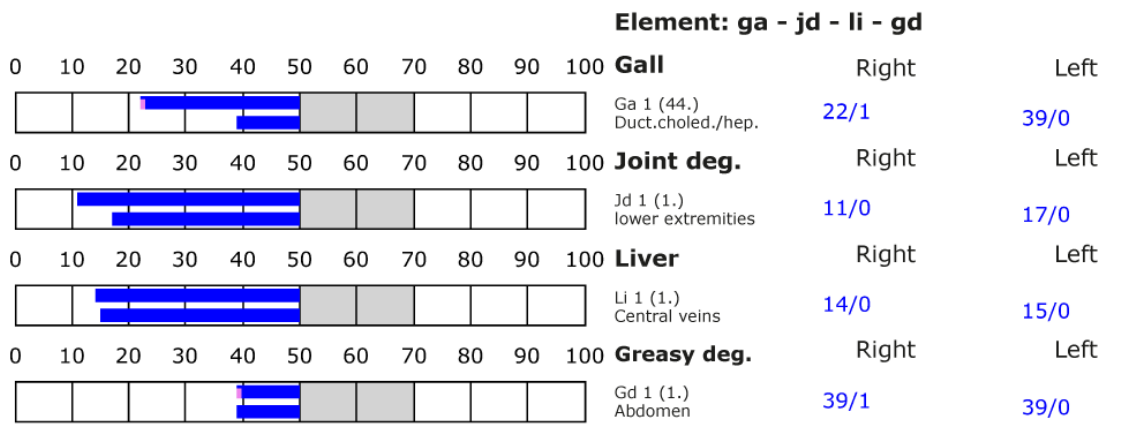 Element: ga - jd - li - gd
0 10 20 30 40 50 60 70 80 90 100 Gall Right Left
Ga 1 (44.)
Duct.choled./hep.
22/1 39/0
0 10 20 30 40 50 60 70 80 90 100 Joint deg. Right Left
Jd 1 (1.)
lower extremities
11/0 17/0
0 10 20 30 40 50 60 70 80 90 100 Liver Right Left
Li 1 (1.)
Central veins
14/0 15/0
0 10 20 30 40 50 60 70 80 90 100 Greasy deg. Right Left
Gd 1 (1.)
Abdomen
39/1 39/0